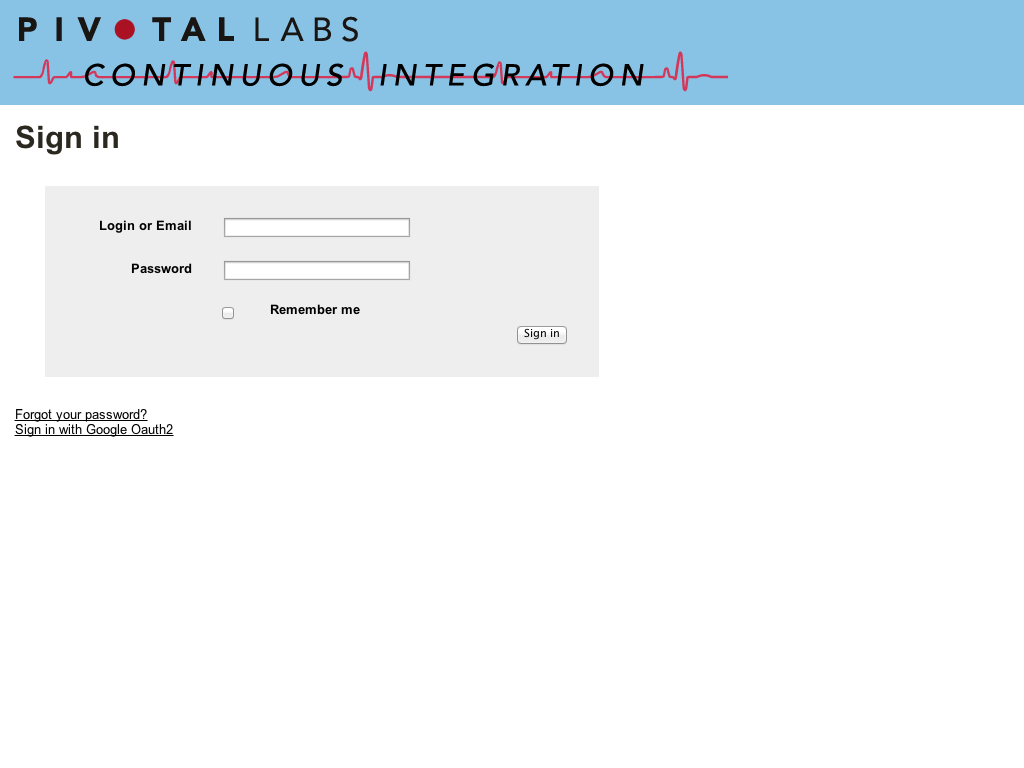 PIVOTAL LABS
CONTINUOUS INTEGRATION
Sign in
Login or Email
Password
Remember me
Sign in
Forgot your password?
Sign in with Google Oauth2